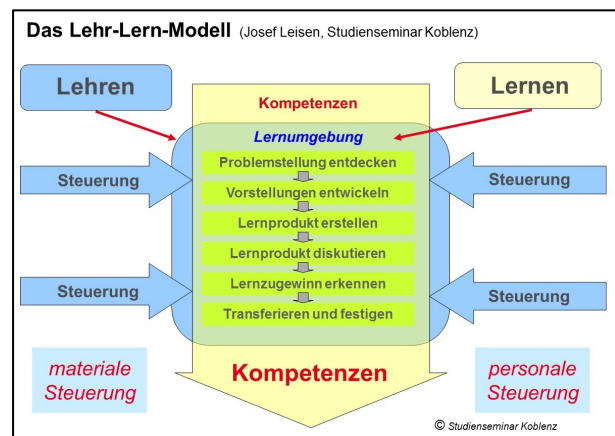 Das Lehr-Lern-Modell (Josef Leisen, Studienseminar Koblenz)
Lehren
Lernen
Kompetenzen
Lernumgebung
Problemstellung entdecken
Steuerung
Steuerung
Vorstellungen entwickeln
Lernprodukt erstellen
Lernprodukt diskutieren
Lernzugewinn erkennen
Steuerung
Steuerung
Transferieren und festigen
materiale
Steuerung
Kompetenzen
personale
Steuerung
© Studienseminar Koblenz